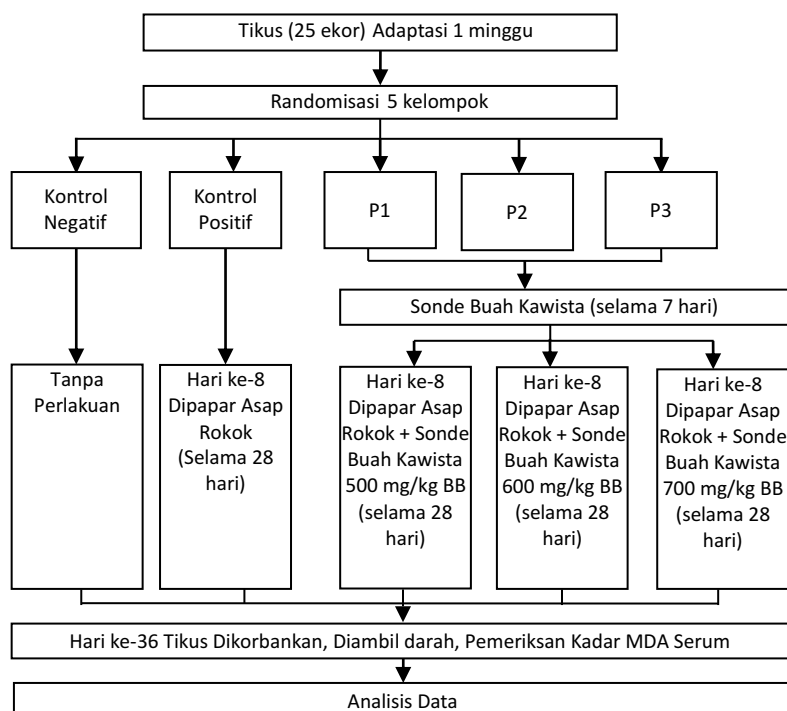 Tikus (25 ekor) Adaptasi 1 minggu
Randomisasi 5 kelompok
Kontrol
Negatif
Kontrol
Positif
P1
P2
P3
Sonde Buah Kawista (selama 7 hari)
Tanpa
Perlakuan
Hari ke-8
Dipapar Asap
Rokok
(Selama 28
hari)
Hari ke-8
Dipapar Asap
Rokok + Sonde
Buah Kawista
500 mg/kg BB
(selama 28
hari)
Hari ke-8
Dipapar Asap
Rokok + Sonde
Buah Kawista
600 mg/kg BB
(selama 28
hari)
Hari ke-8
Dipapar Asap
Rokok + Sonde
Buah Kawista
700 mg/kg BB
(selama 28
hari)
Hari ke-36 Tikus Dikorbankan, Diambil darah, Pemeriksan Kadar MDA Serum
Analisis Data